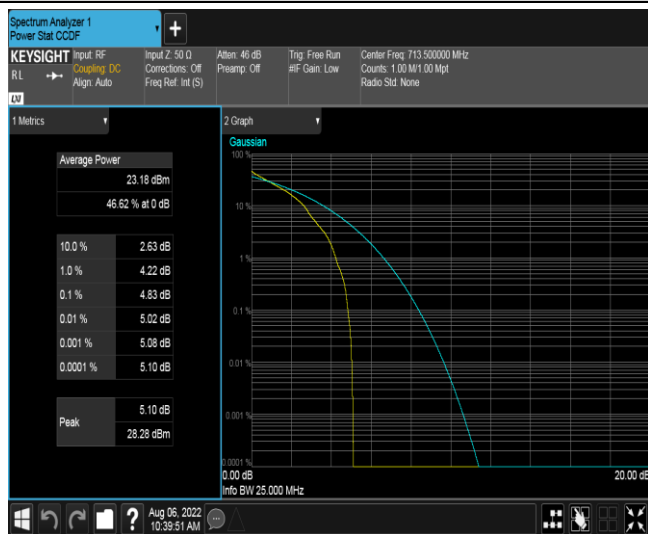 Spectrum Analyzer 1
Power Stat CCDF
+
KEYSIGHT
RL
LXI
Input: RF
Coupling: DC
Align: Auto
Input Z: 50 Ω
Corrections: Off
Freq Ref: Int (S)
Atten: 46 dB
Preamp: Off
Trig: Free Run
#IF Gain: Low
Center Freq: 713.500000 MHz
Counts: 1.00 M/1.00 Mpt
Radio Std: None
1 Metrics
Average Power
23.18 dBm
46.62 % at 0 dB
10.0 % 2.63 dB
1.0 % 4.22 dB
0.1 % 4.83 dB
0.01 % 5.02 dB
0.001 % 5.08 dB
0.0001 % 5.10 dB
Peak
5.10 dB
28.28 dBm
2 Graph
Gaussian
100 %
10 %
1 %
0.1 %
0.01 %
0.001 %
0.0001 %
0.00 dB 20.00 dB
Info BW 25.000 MHz
?
Aug 06, 2022
10:39:51 AM